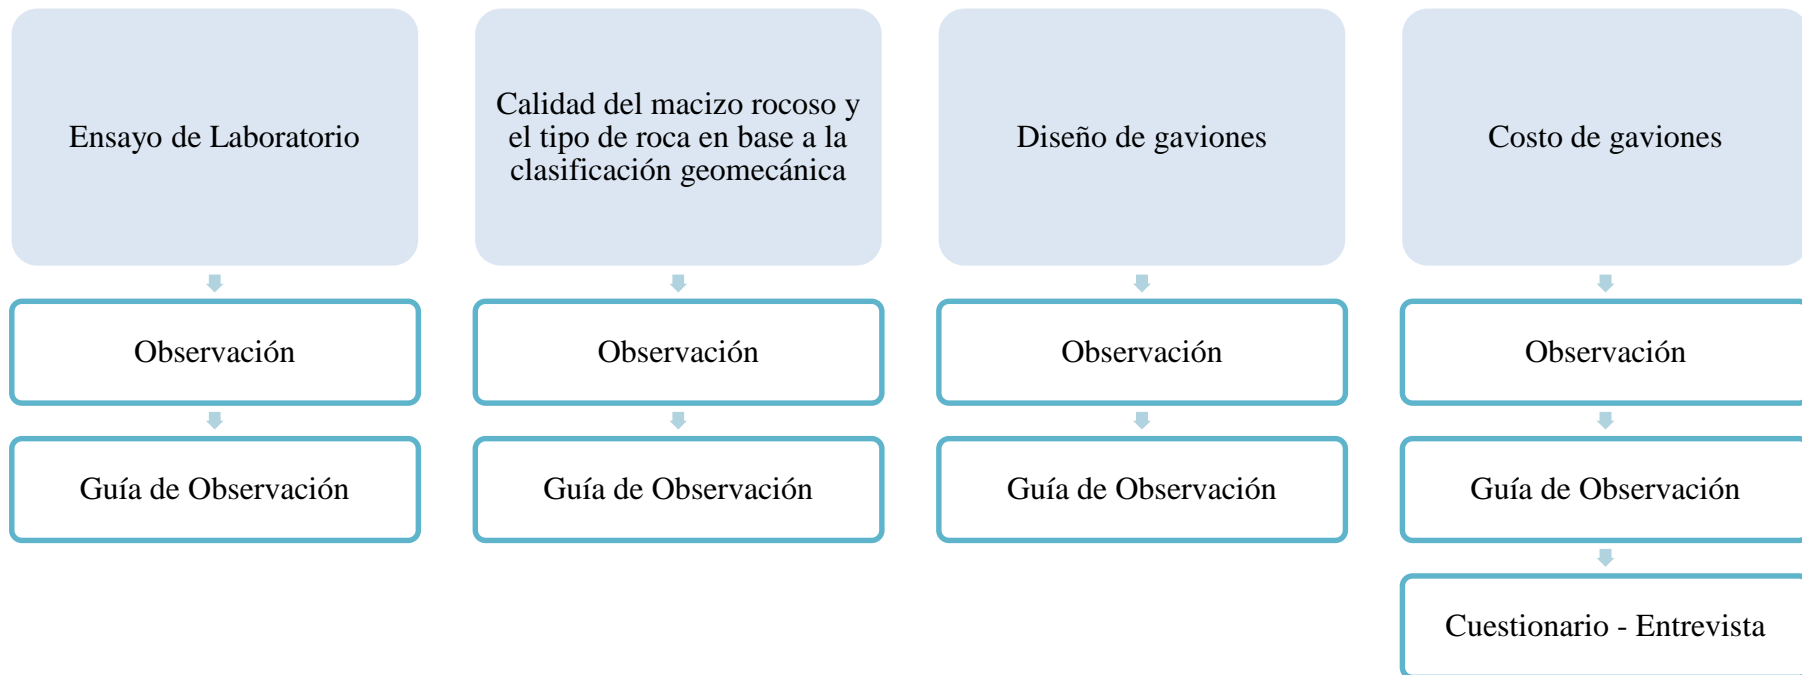 Ensayo de Laboratorio
Calidad del macizo rocoso y
el tipo de roca en base a la
clasificación geomecánica
Diseño de gaviones
Costo de gaviones
Observación
Observación
Observación
Observación
Guía de Observación
Guía de Observación
Guía de Observación
Guía de Observación
Cuestionario - Entrevista